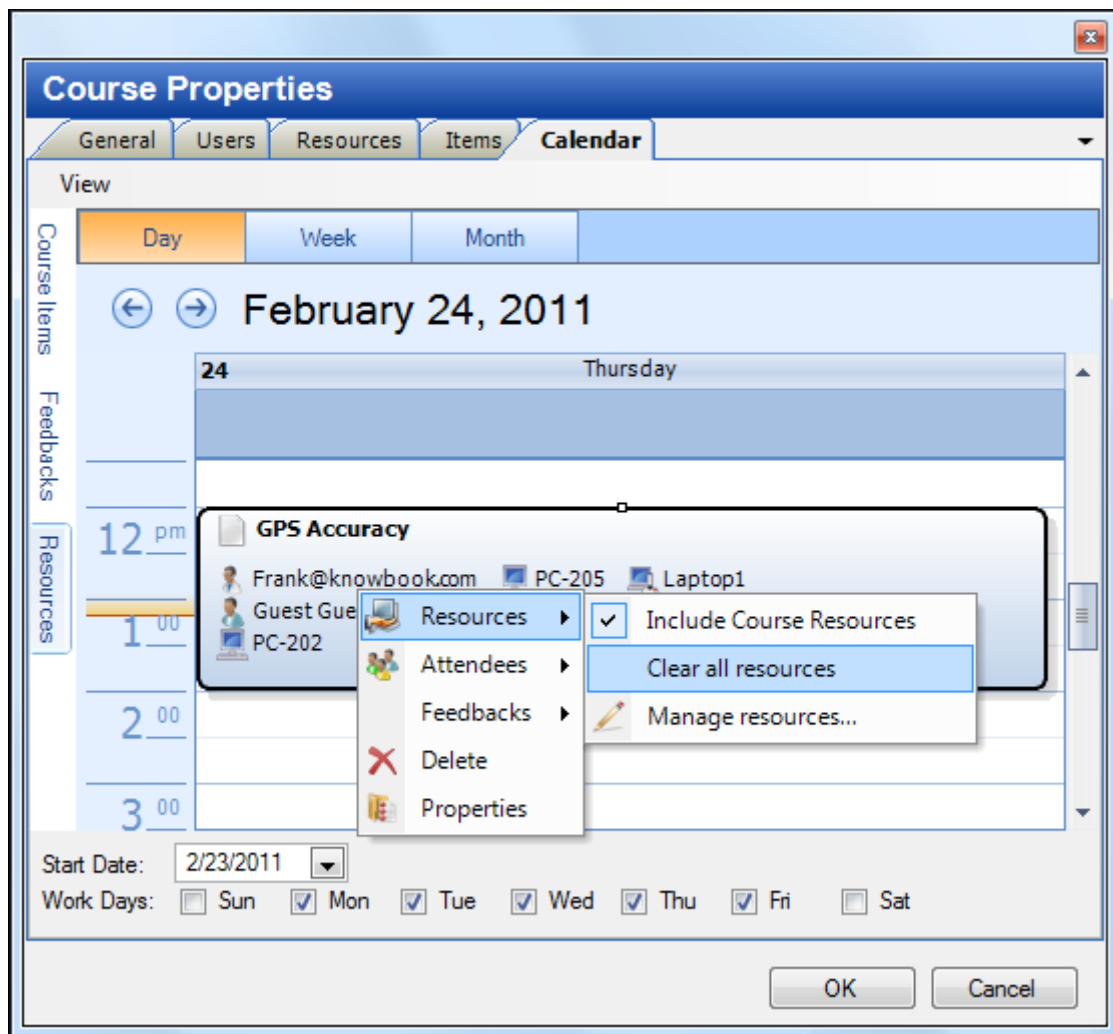 Course Properties
General Users Resources Items Calendar
View
Course Items
Feedbacks
Resources
Day Week Month
February 24, 2011
24 Thursday
12 pm
1 00
2 00
3 00
GPS Accuracy
Frank@knowbook.com PC-205 Laptop1
Guest Gue
PC-202
Resources
Attendees
Feedbacks
Delete
Properties
Include Course Resources
Clear all resources
Manage resources...
Start Date: 2/23/2011
Work Days: Sun Mon Tue Wed Thu Fri Sat
OK Cancel